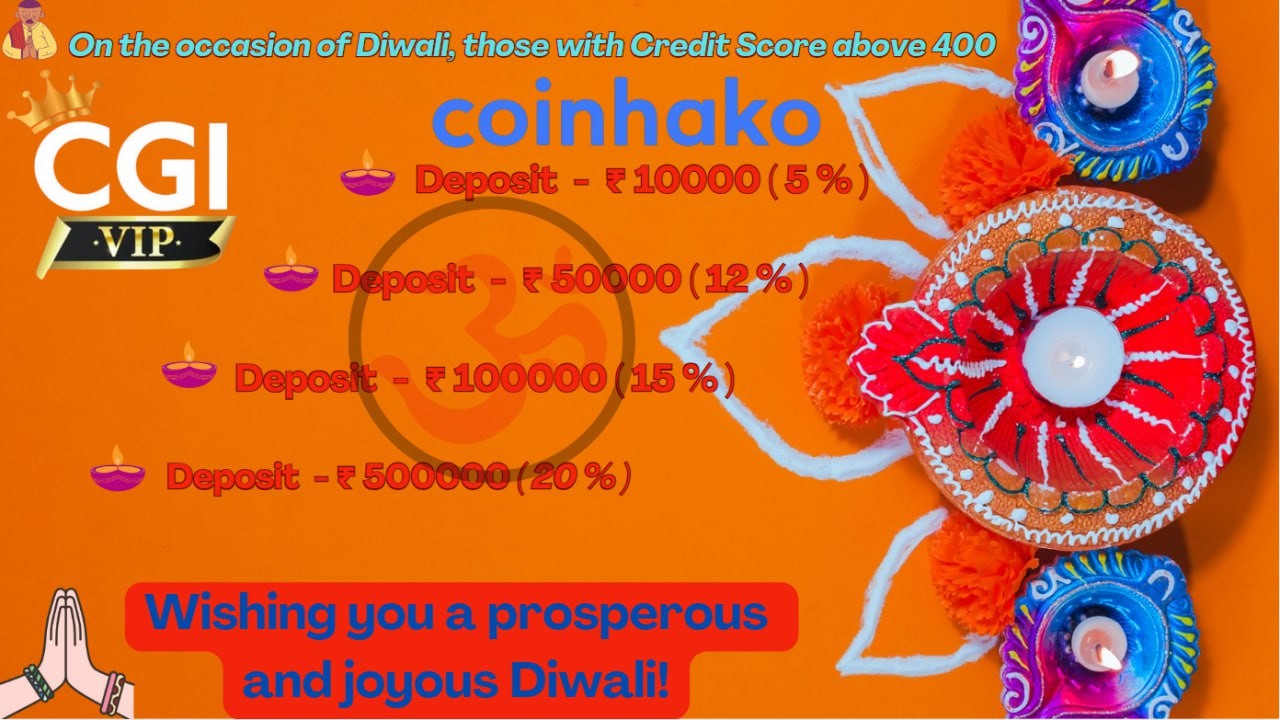 On the occasion of Diwali, those with Credit Score above 400
coinhako
CGI
·VIP·
Deposit - ₹ 10000 ( 5 % )
Deposit - ₹ 50000 ( 12 % )
Deposit - ₹ 100000 ( 15 % )
Deposit - ₹ 500000 ( 20 % )
Wishing you a prosperous
and joyous Diwali!
ॐ